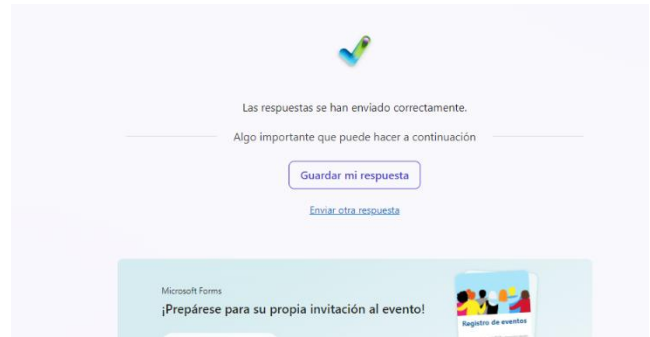 Las respuestas se han enviado correctamente.
Algo importante que puede hacer a continuación
Guardar mi respuesta
Enviar otra respuesta
Microsoft Forms
¡Prepárese para su propia invitación al evento!
Registro de eventos